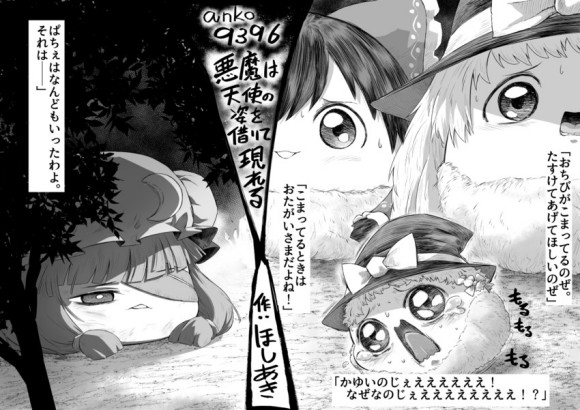 anko
9396
悪魔は
天使の
姿を
借りて
現れる
作：ほしあき
「おちびがこまってるのぜ。
たすけてあげてほしいのぜ」
「こまってるときは
おたがいさまだよね！」
もるもる
もるもる
もる
「かゆいのじぇえええええええ！
なぜなのじぇえええええええええ！？」
ぱちぇはなんどもいったわよ。
それは――」